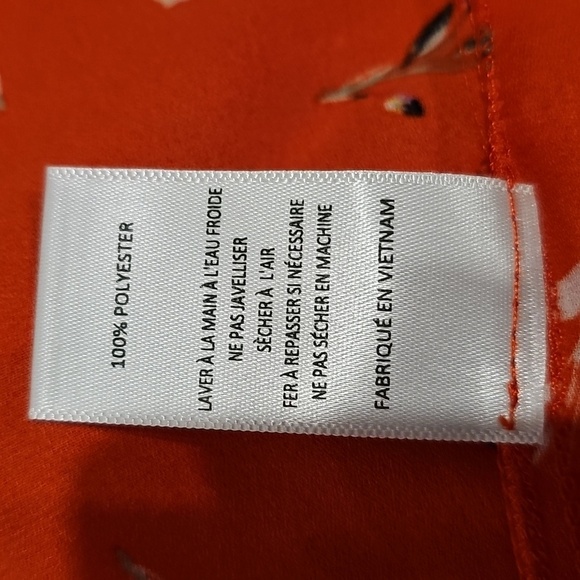 100% POLYESTER
LAVER À LA MAIN À L'EAU FROIDE
NE PAS JAVELLISER
SÈCHER À L'AIR
FER À REPASSER SI NÉCESSAIRE
NE PAS SÉCHER EN MACHINE
FABRIQUÉ EN VIETNAM